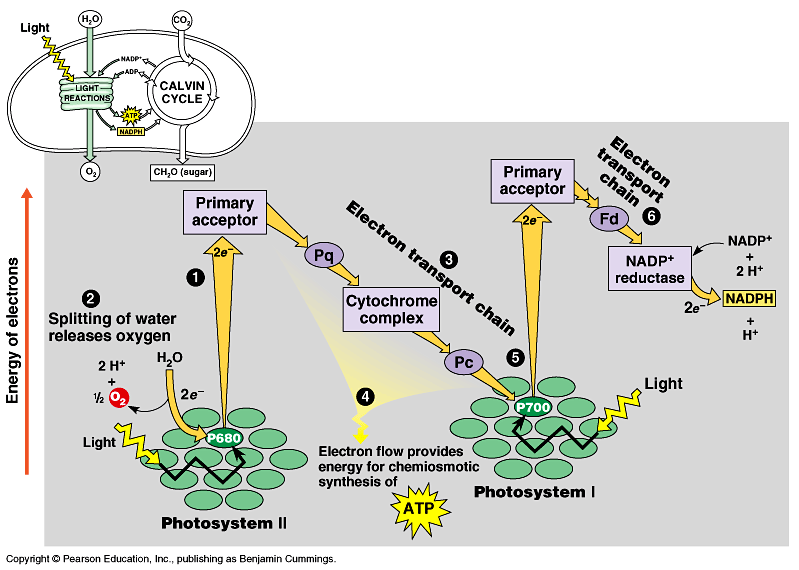 H₂O
CO₂
Light
NADP⁺
ADP
LIGHT
REACTIONS
CALVIN
CYCLE
ATP
NADPH
O₂
CH₂O (sugar)
Energy of electrons
Primary
acceptor
2e⁻
1
2
Splitting of water
releases oxygen
2 H⁺
+
½ O₂
H₂O
2e⁻
Light
P680
Photosystem II
Pq
Electron transport chain
3
Cytochrome
complex
Pc
4
Electron flow provides
energy for chemiosmotic
synthesis of
ATP
5
Primary
acceptor
2e⁻
P700
Light
Photosystem I
Electron
transport
chain
6
Fd
NADP⁺
reductase
NADP⁺
+
2 H⁺
2e⁻
NADPH
+
H⁺
Copyright © Pearson Education, Inc., publishing as Benjamin Cummings.